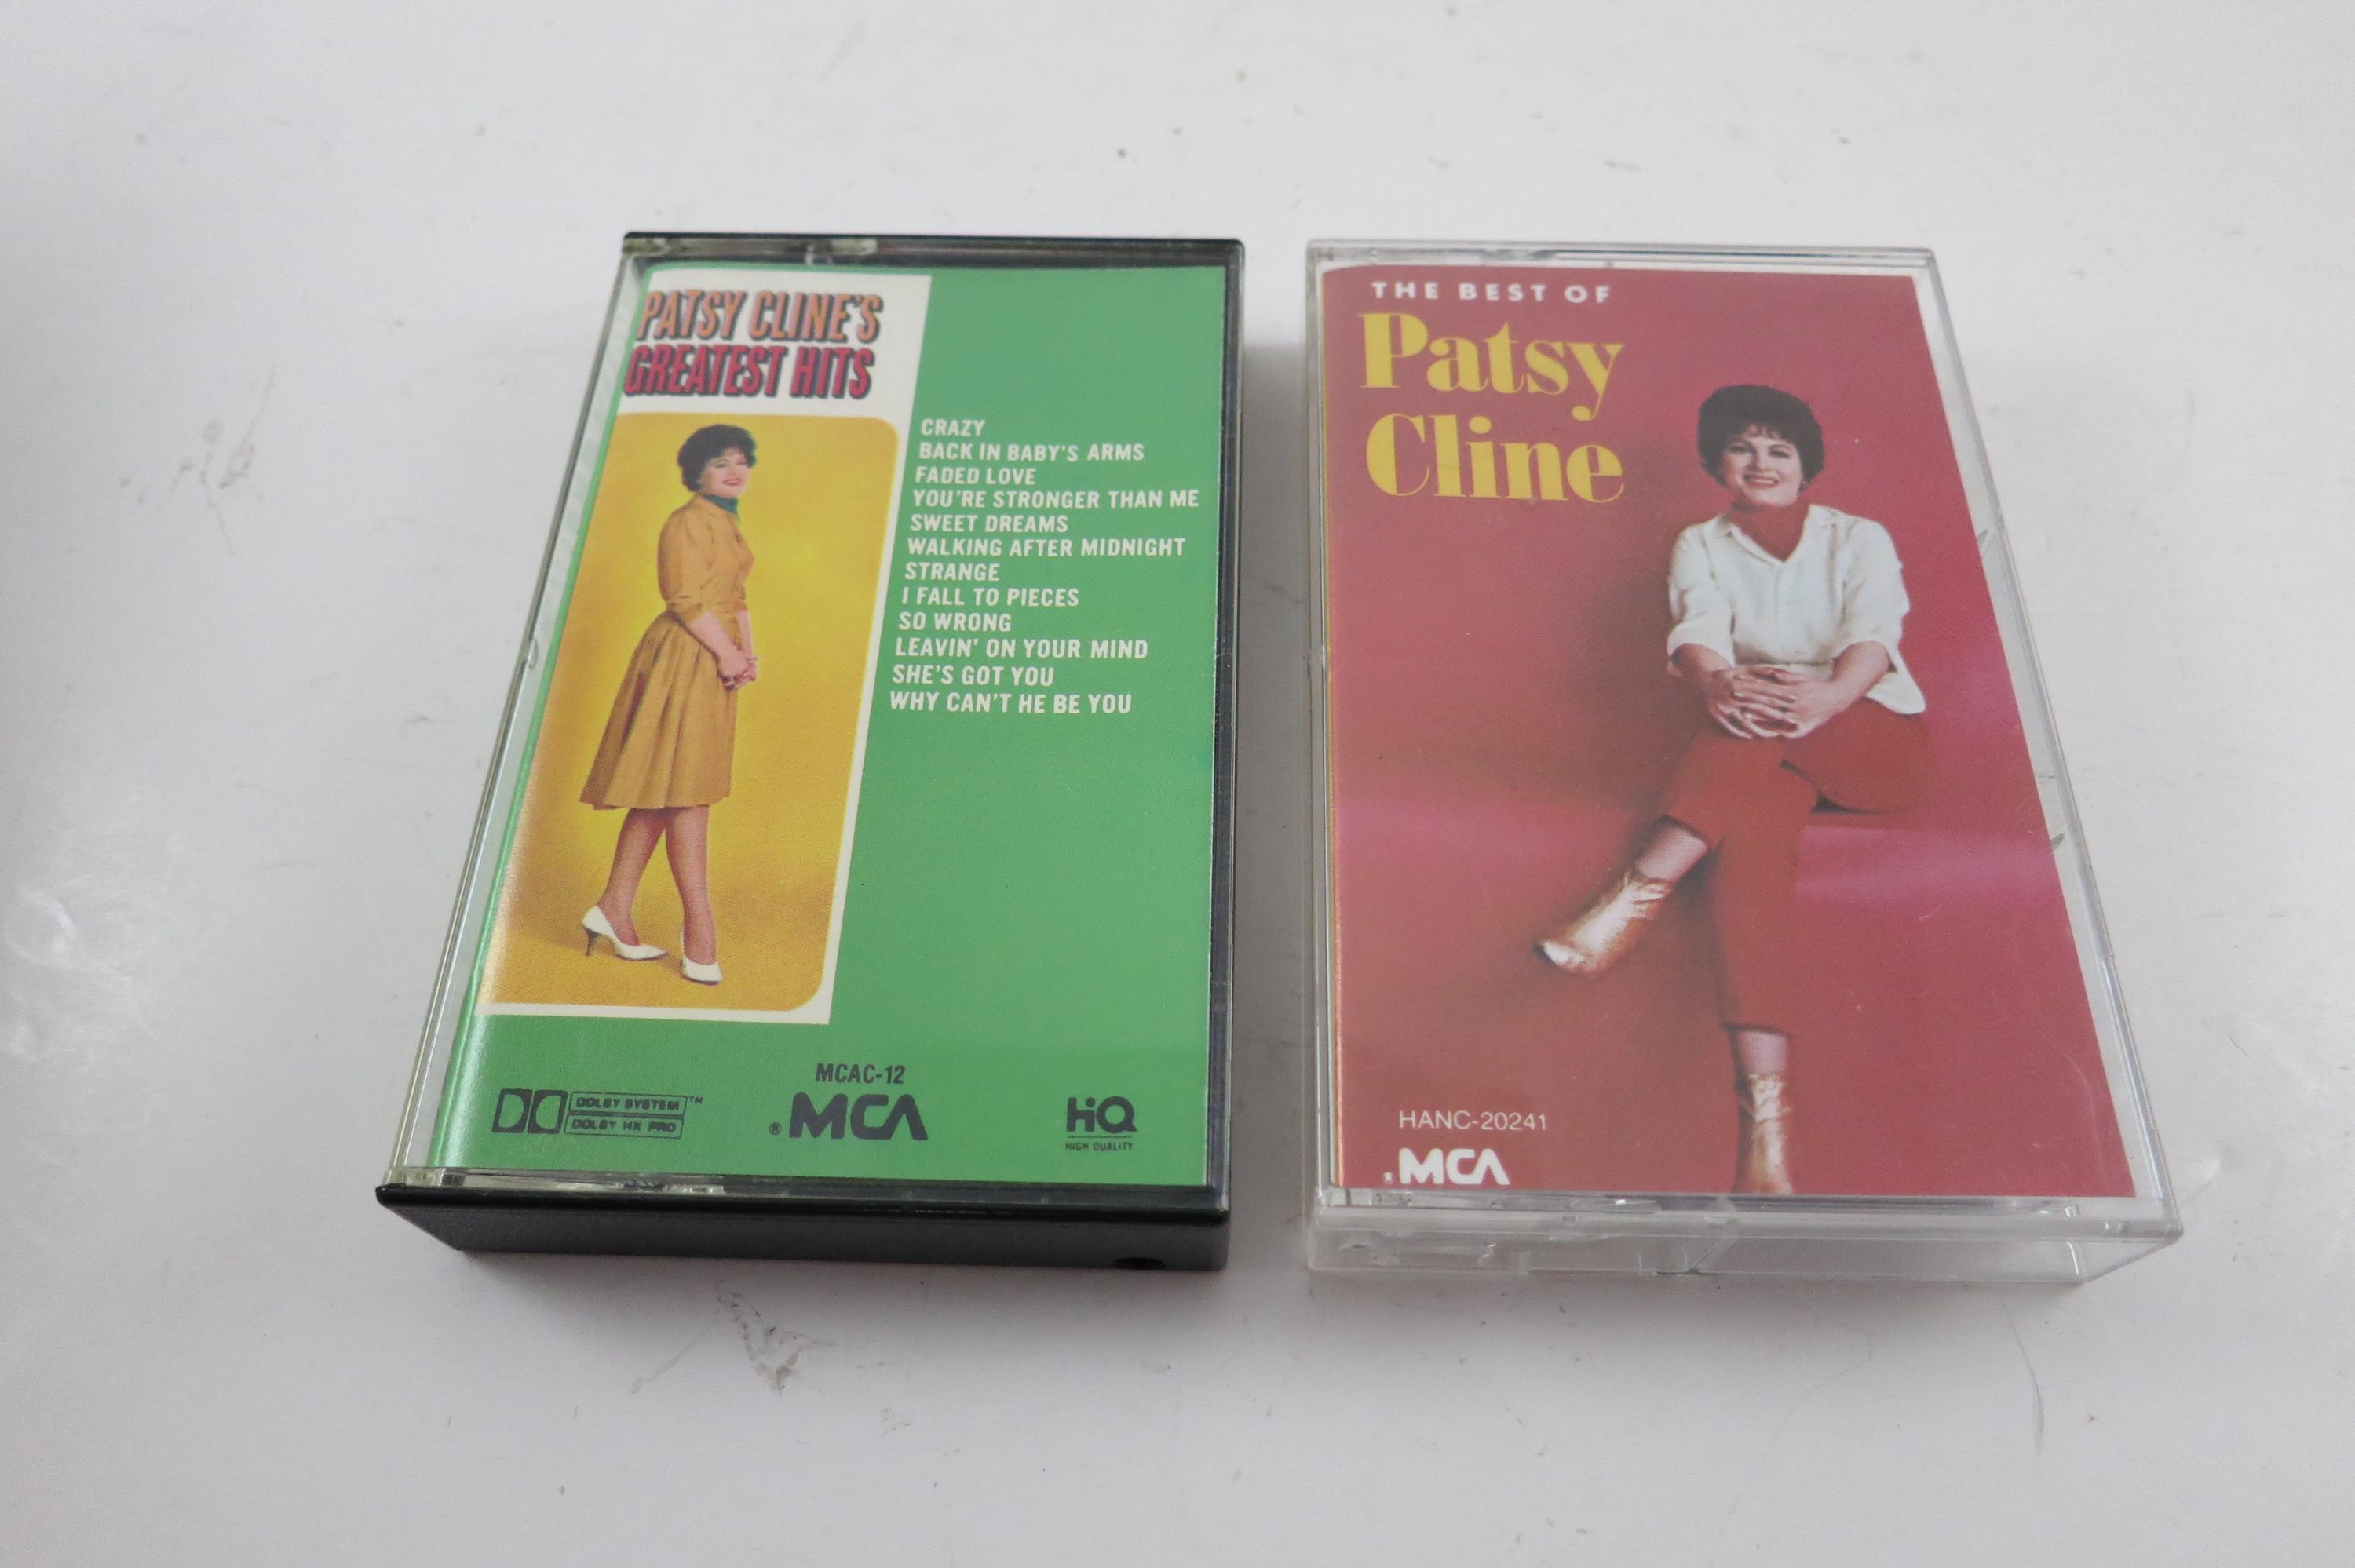 PATSY CLINE'S
GREATEST HITS
CRAZY
BACK IN BABY'S ARMS
FADED LOVE
YOU'RE STRONGER THAN ME
SWEET DREAMS
WALKING AFTER MIDNIGHT
STRANGE
I FALL TO PIECES
SO WRONG
LEAVIN' ON YOUR MIND
SHE'S GOT YOU
WHY CAN'T HE BE YOU
MCAC-12
DOLBY SYSTEM™
DOLBY HX PRO
®MCA
HiQ
HIGH QUALITY
THE BEST OF
Patsy
Cline
HANC-20241
®MCA